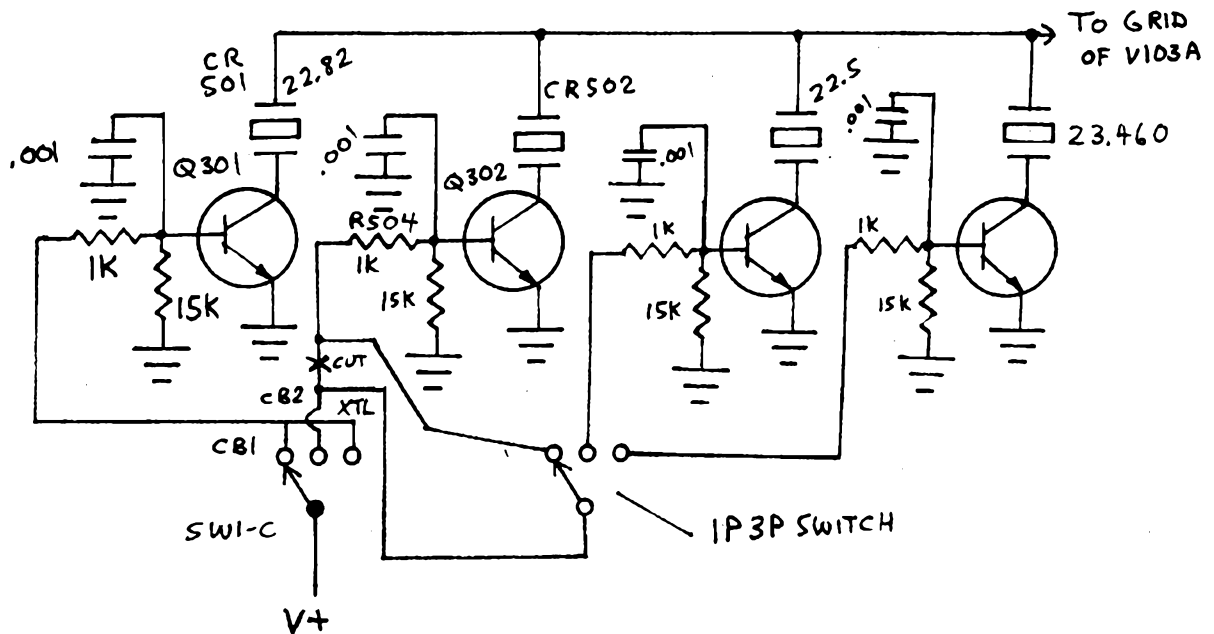 TO GRID
OF V103A
CR
501
22.82
CR502
22.5
.001
23.460
.001
.001
.001
Q301
Q302
R504
1K
1K
1K
1K
15K
15K
15K
15K
CUT
CB2
XTL
CB1
SW1-C
1P3P SWITCH
V+